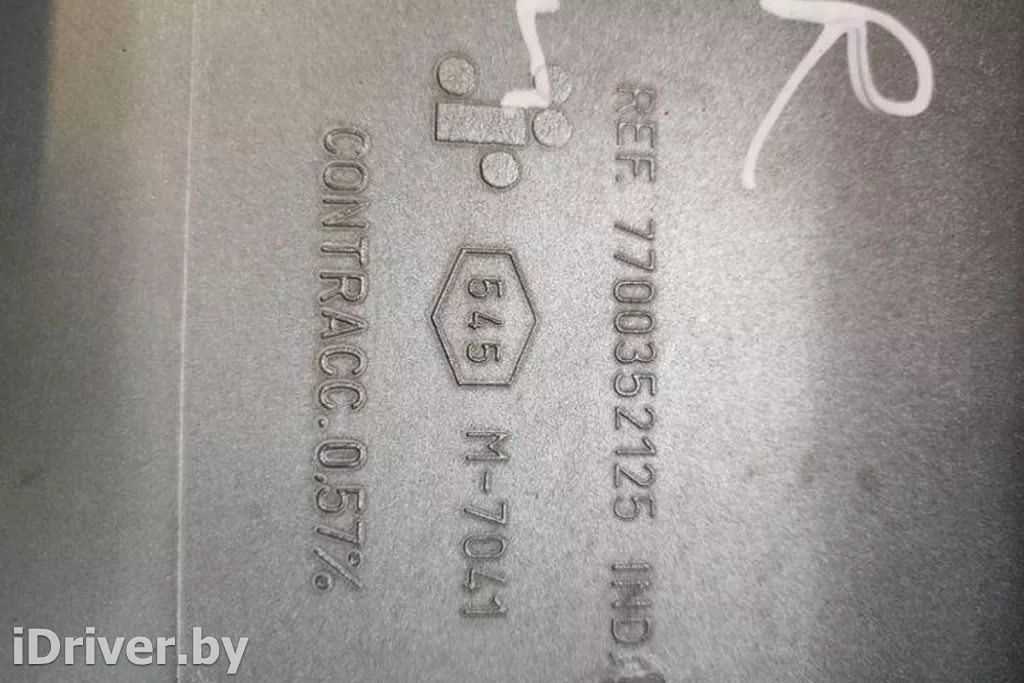 REF. 7700352125 IND.
545 M-7041
CONTRACC. 0,57%
R
iDriver.by